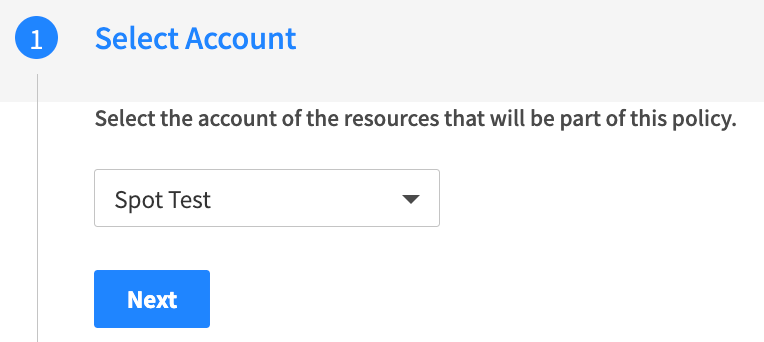 1 Select Account
Select the account of the resources that will be part of this policy.
Spot Test
Next